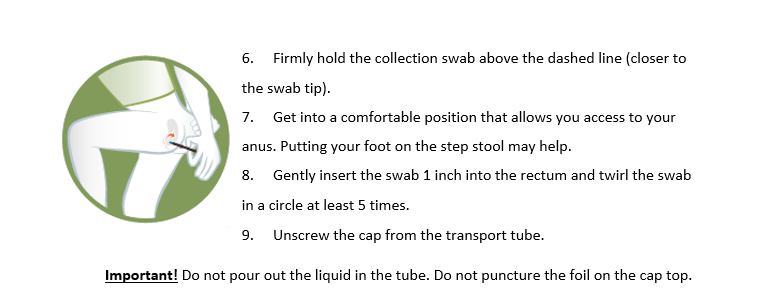 6. Firmly hold the collection swab above the dashed line (closer to
the swab tip).
7. Get into a comfortable position that allows you access to your
anus. Putting your foot on the step stool may help.
8. Gently insert the swab 1 inch into the rectum and twirl the swab
in a circle at least 5 times.
9. Unscrew the cap from the transport tube.
Important! Do not pour out the liquid in the tube. Do not puncture the foil on the cap top.